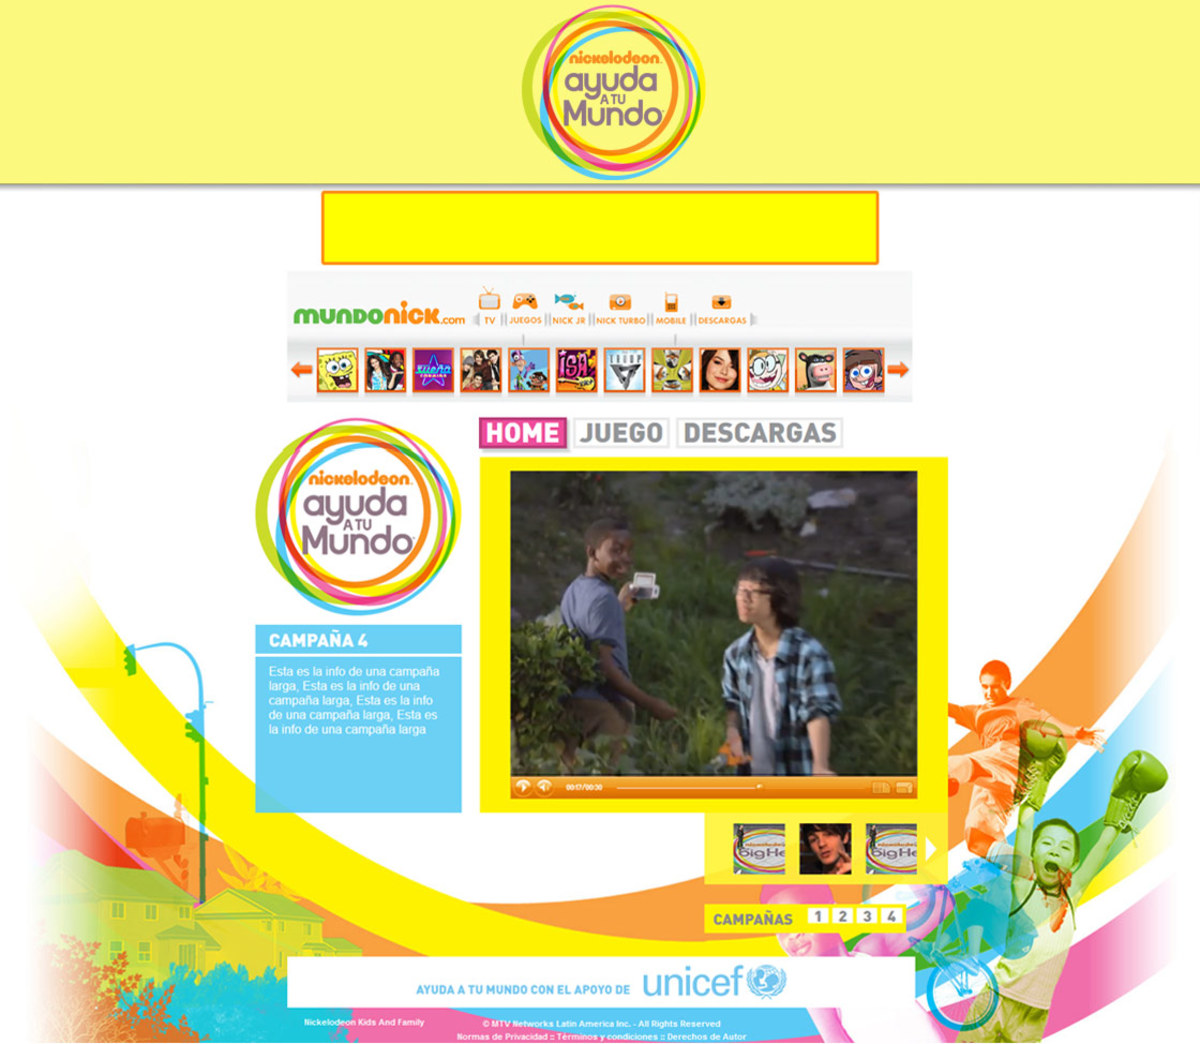 nickelodeon
ayuda
A TU
Mundo
mundonick.com
TV
JUEGOS
NICK JR
NICK TURBO
MOBILE
DESCARGAS
ISA
HOME
JUEGO
DESCARGAS
nickelodeon
ayuda
A TU
Mundo
CAMPAÑA 4
Esta es la info de una campaña
larga, Esta es la info de una
campaña larga, Esta es la info
de una campaña larga, Esta es
la info de una campaña larga
00:17/00:30
CAMPAÑAS 1 2 3 4
AYUDA A TU MUNDO CON EL APOYO DE unicef
Nickelodeon Kids And Family
© MTV Networks Latin America Inc. - All Rights Reserved
Normas de Privacidad :: Términos y condiciones :: Derechos de Autor